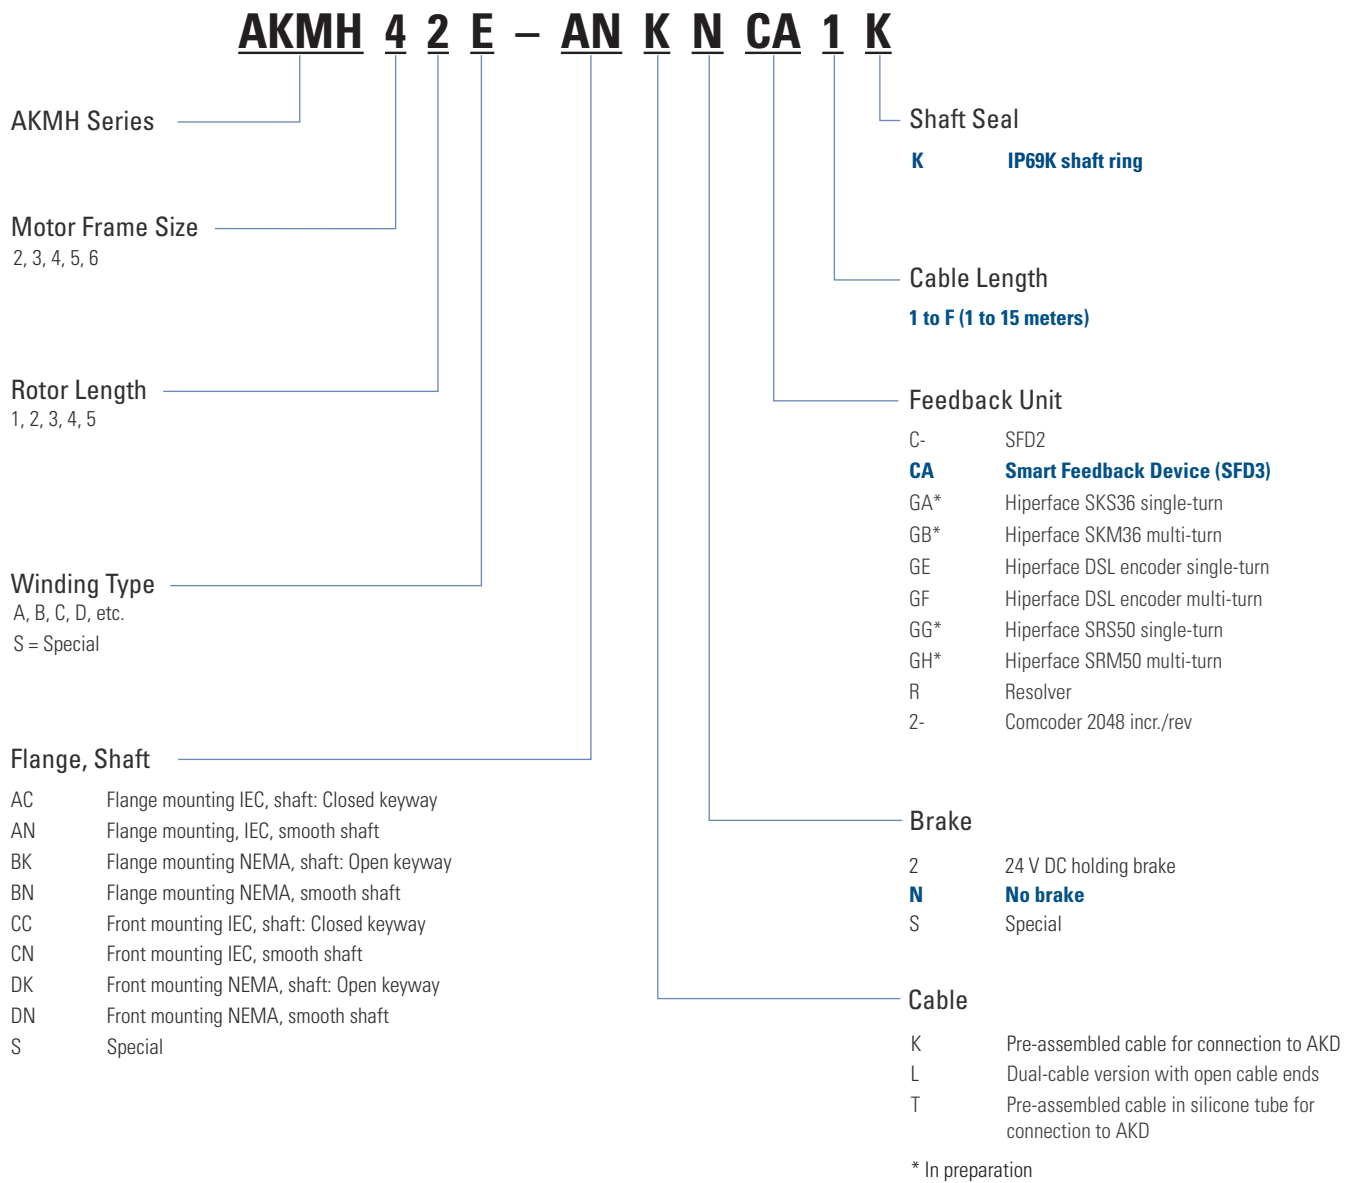 AKMH 4 2 E – AN K N CA 1 K
AKMH Series
Motor Frame Size
2, 3, 4, 5, 6
Rotor Length
1, 2, 3, 4, 5
Winding Type
A, B, C, D, etc.
S = Special
Flange, Shaft
AC Flange mounting IEC, shaft: Closed keyway
AN Flange mounting, IEC, smooth shaft
BK Flange mounting NEMA, shaft: Open keyway
BN Flange mounting NEMA, smooth shaft
CC Front mounting IEC, shaft: Closed keyway
CN Front mounting IEC, smooth shaft
DK Front mounting NEMA, shaft: Open keyway
DN Front mounting NEMA, smooth shaft
S Special
Shaft Seal
K IP69K shaft ring
Cable Length
1 to F (1 to 15 meters)
Feedback Unit
C- SFD2
CA Smart Feedback Device (SFD3)
GA* Hiperface SKS36 single-turn
GB* Hiperface SKM36 multi-turn
GE Hiperface DSL encoder single-turn
GF Hiperface DSL encoder multi-turn
GG* Hiperface SRS50 single-turn
GH* Hiperface SRM50 multi-turn
R Resolver
2- Comcoder 2048 incr./rev
Brake
2 24 V DC holding brake
N No brake
S Special
Cable
K Pre-assembled cable for connection to AKD
L Dual-cable version with open cable ends
T Pre-assembled cable in silicone tube for
connection to AKD
* In preparation